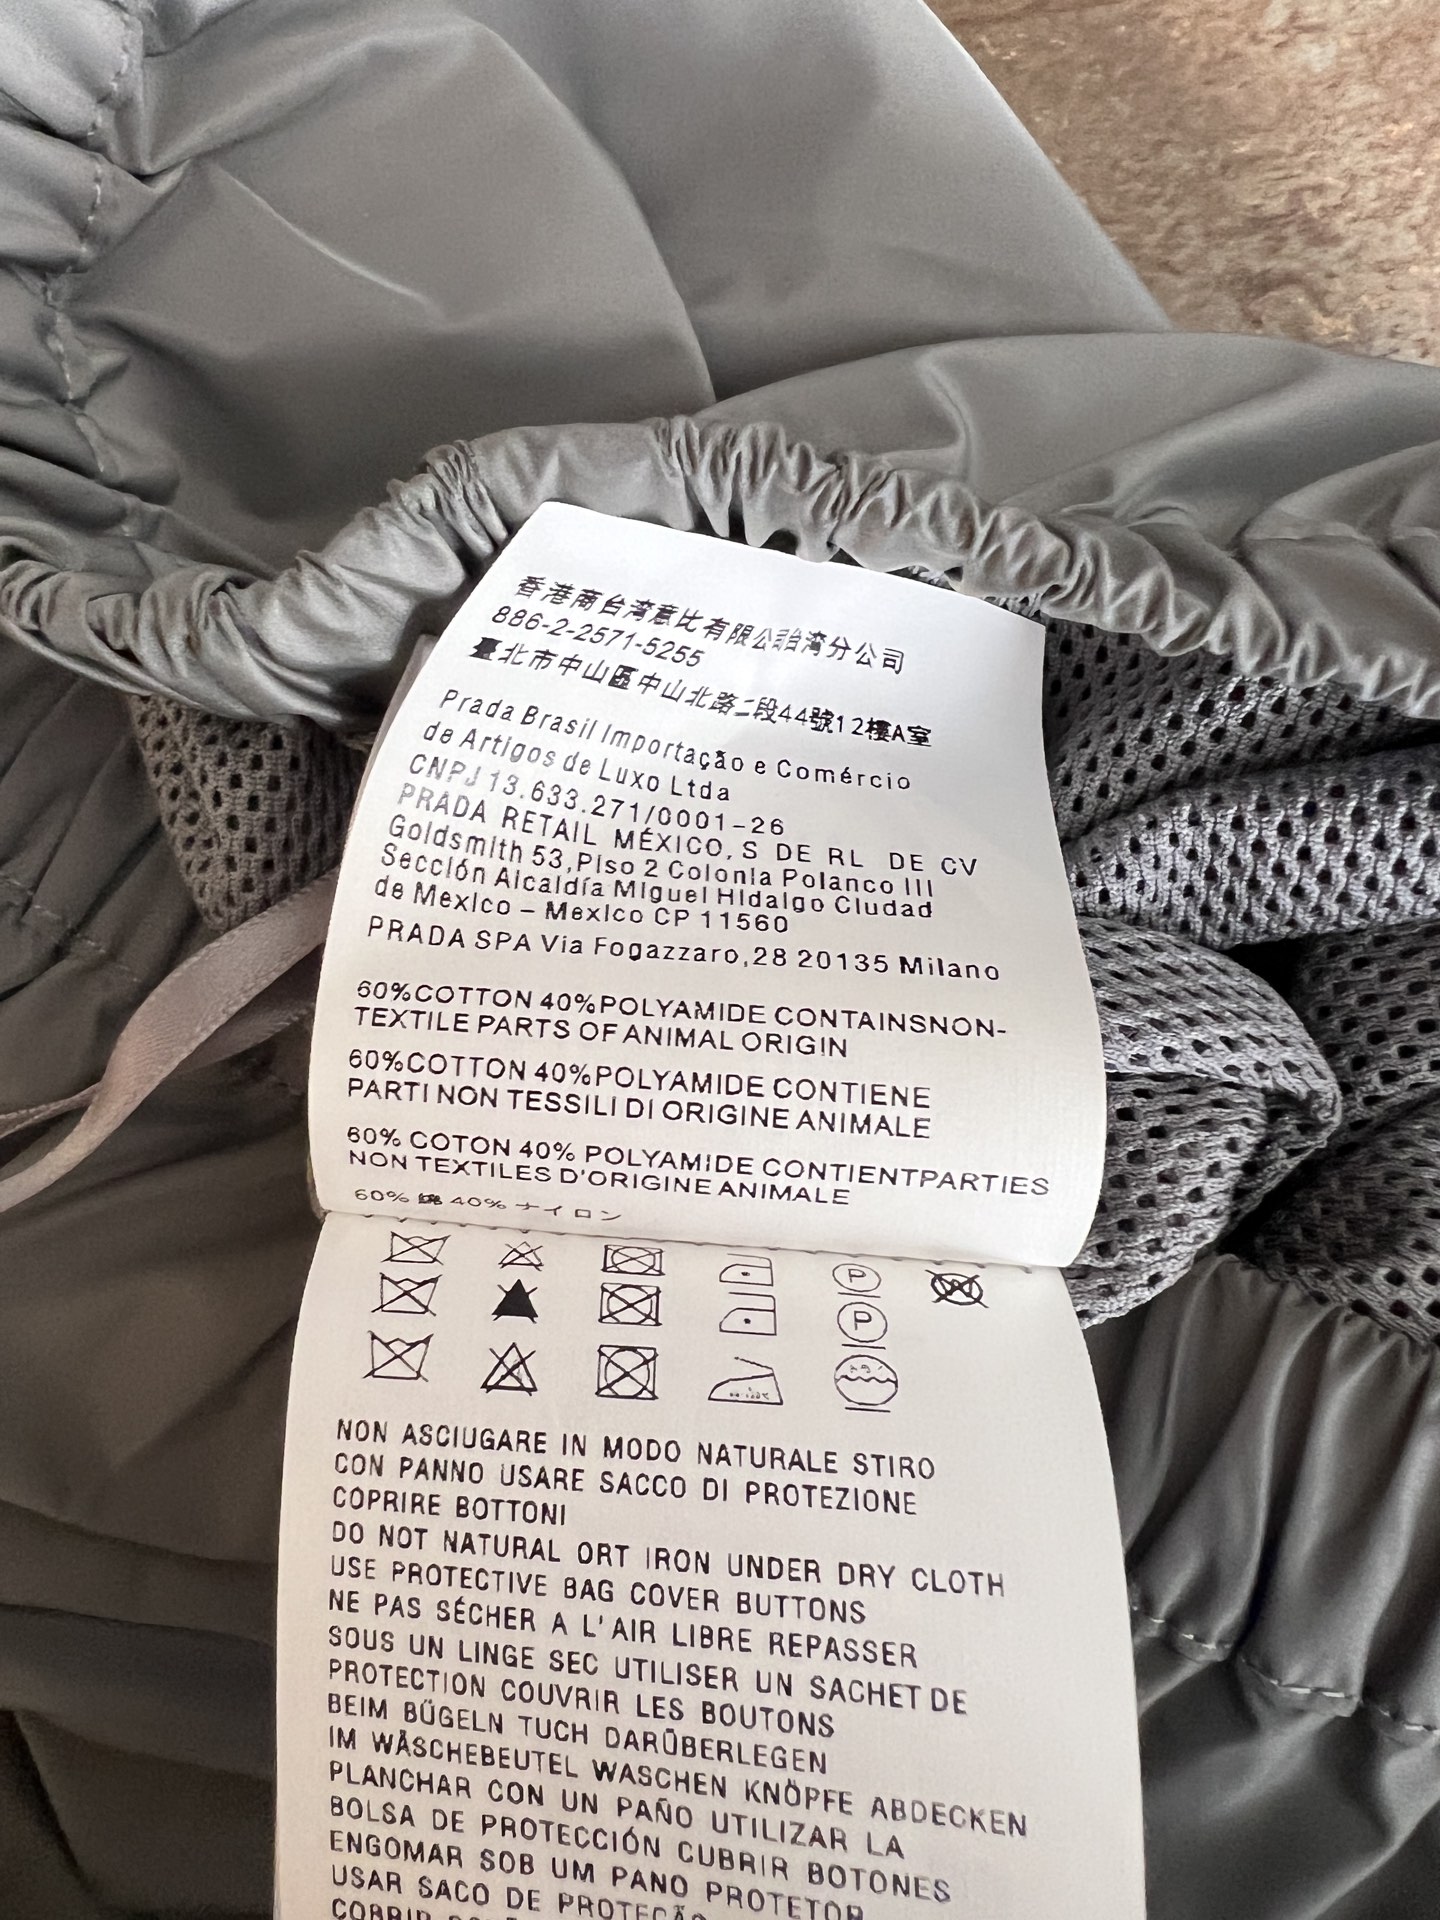 香港商台湾意比有限公司台湾分公司
886-2-2571-5255
臺北市中山區中山北路二段44號12樓A室
Prada Brasil Importação e Comércio
de Artigos de Luxo Ltda
CNPJ 13.633.271/0001-26
PRADA RETAIL MÉXICO, S DE RL DE CV
Goldsmith 53,Piso 2 Colonia Polanco III
Sección Alcaldía Miguel Hidalgo Ciudad
de Mexico – Mexico CP 11560
PRADA SPA Via Fogazzaro,28 20135 Milano
60%COTTON 40%POLYAMIDE CONTAINSNON-
TEXTILE PARTS OF ANIMAL ORIGIN
60%COTTON 40%POLYAMIDE CONTIENE
PARTI NON TESSILI DI ORIGINE ANIMALE
60% COTON 40% POLYAMIDE CONTIENTPARTIES
NON TEXTILES D'ORIGINE ANIMALE
60% 綿 40% ナイロン
P
W
P
NON ASCIUGARE IN MODO NATURALE STIRO
CON PANNO USARE SACCO DI PROTEZIONE
COPRIRE BOTTONI
DO NOT NATURAL ORT IRON UNDER DRY CLOTH
USE PROTECTIVE BAG COVER BUTTONS
NE PAS SÉCHER A L'AIR LIBRE REPASSER
SOUS UN LINGE SEC UTILISER UN SACHET DE
PROTECTION COUVRIR LES BOUTONS
BEIM BÜGELN TUCH DARÜBERLEGEN
IM WÄSCHEBEUTEL WASCHEN KNÖPFE ABDECKEN
PLANCHAR CON UN PAÑO UTILIZAR LA
BOLSA DE PROTECCIÓN CUBRIR BOTONES
ENGOMAR SOB UM PANO PROTETOR
USAR SACO DE PROTEÇÃO